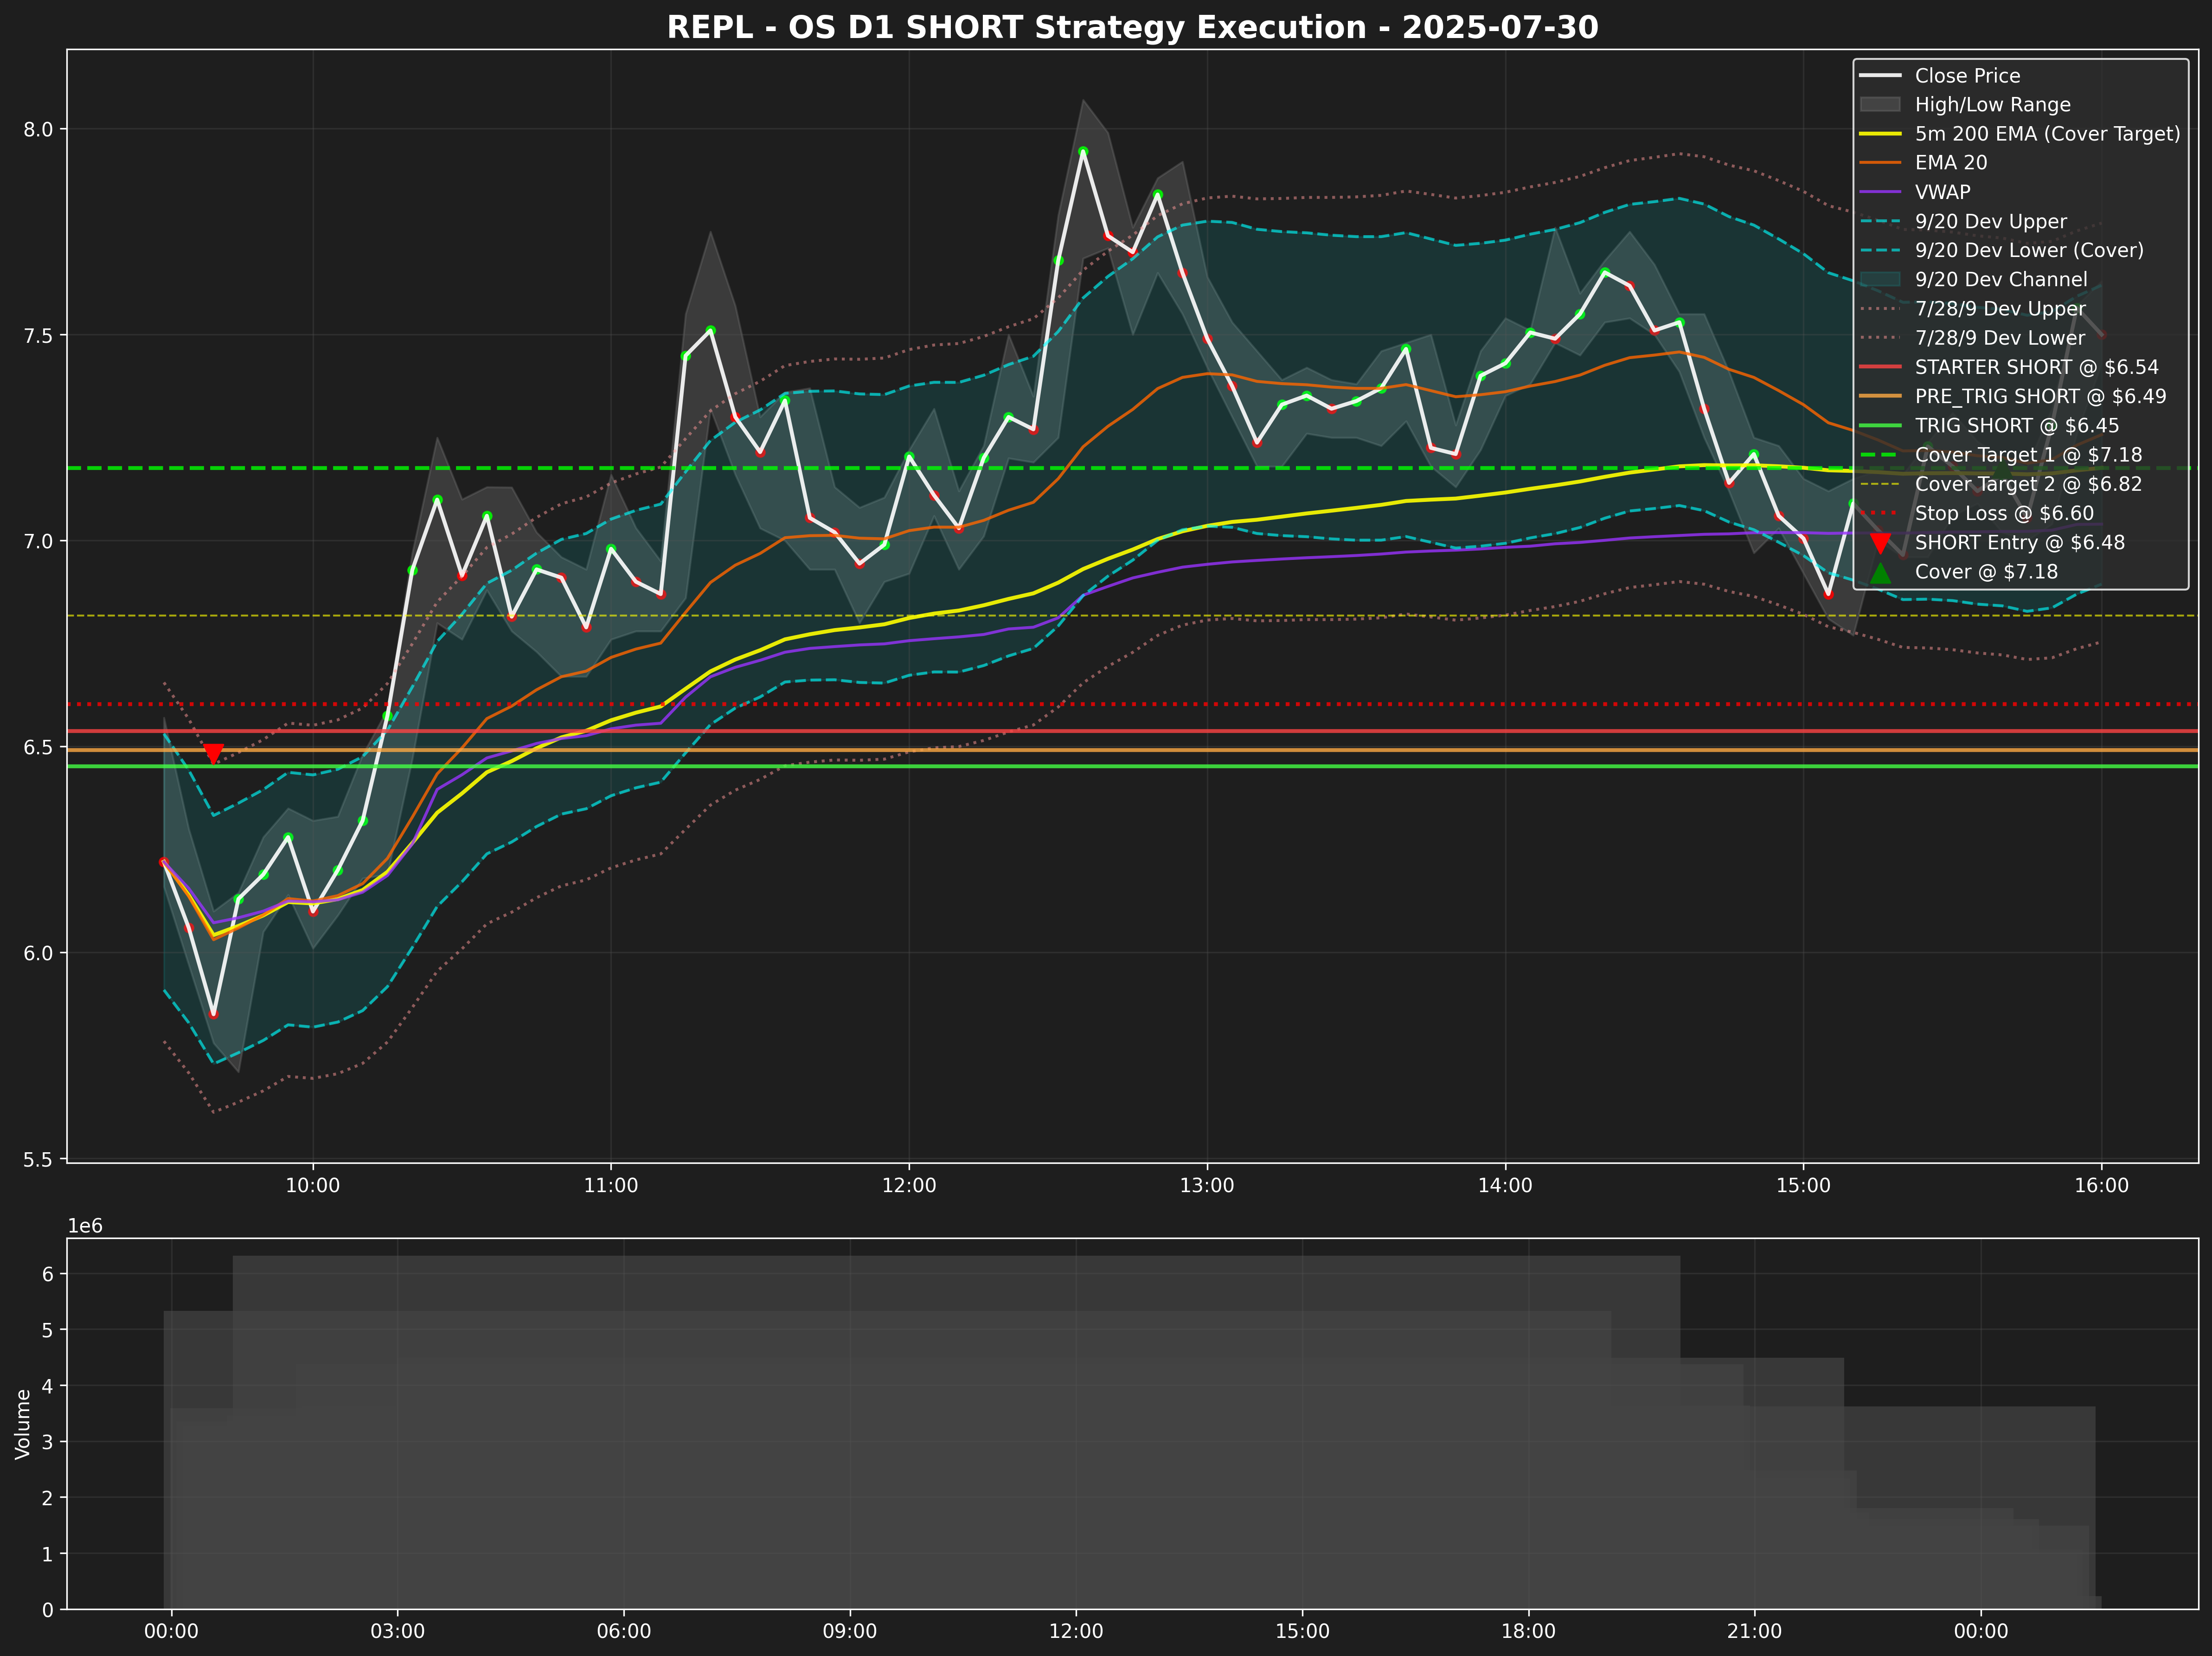 REPL - OS D1 SHORT Strategy Execution - 2025-07-30
Close Price
High/Low Range
5m 200 EMA (Cover Target)
EMA 20
VWAP
9/20 Dev Upper
9/20 Dev Lower (Cover)
9/20 Dev Channel
7/28/9 Dev Upper
7/28/9 Dev Lower
STARTER SHORT @ $6.54
PRE_TRIG SHORT @ $6.49
TRIG SHORT @ $6.45
Cover Target 1 @ $7.18
Cover Target 2 @ $6.82
Stop Loss @ $6.60
SHORT Entry @ $6.48
Cover @ $7.18
8.0
7.5
7.0
6.5
6.0
5.5
10:00 11:00 12:00 13:00 14:00 15:00 16:00
1e6
6
5
4
3
2
1
0
Volume
00:00 03:00 06:00 09:00 12:00 15:00 18:00 21:00 00:00